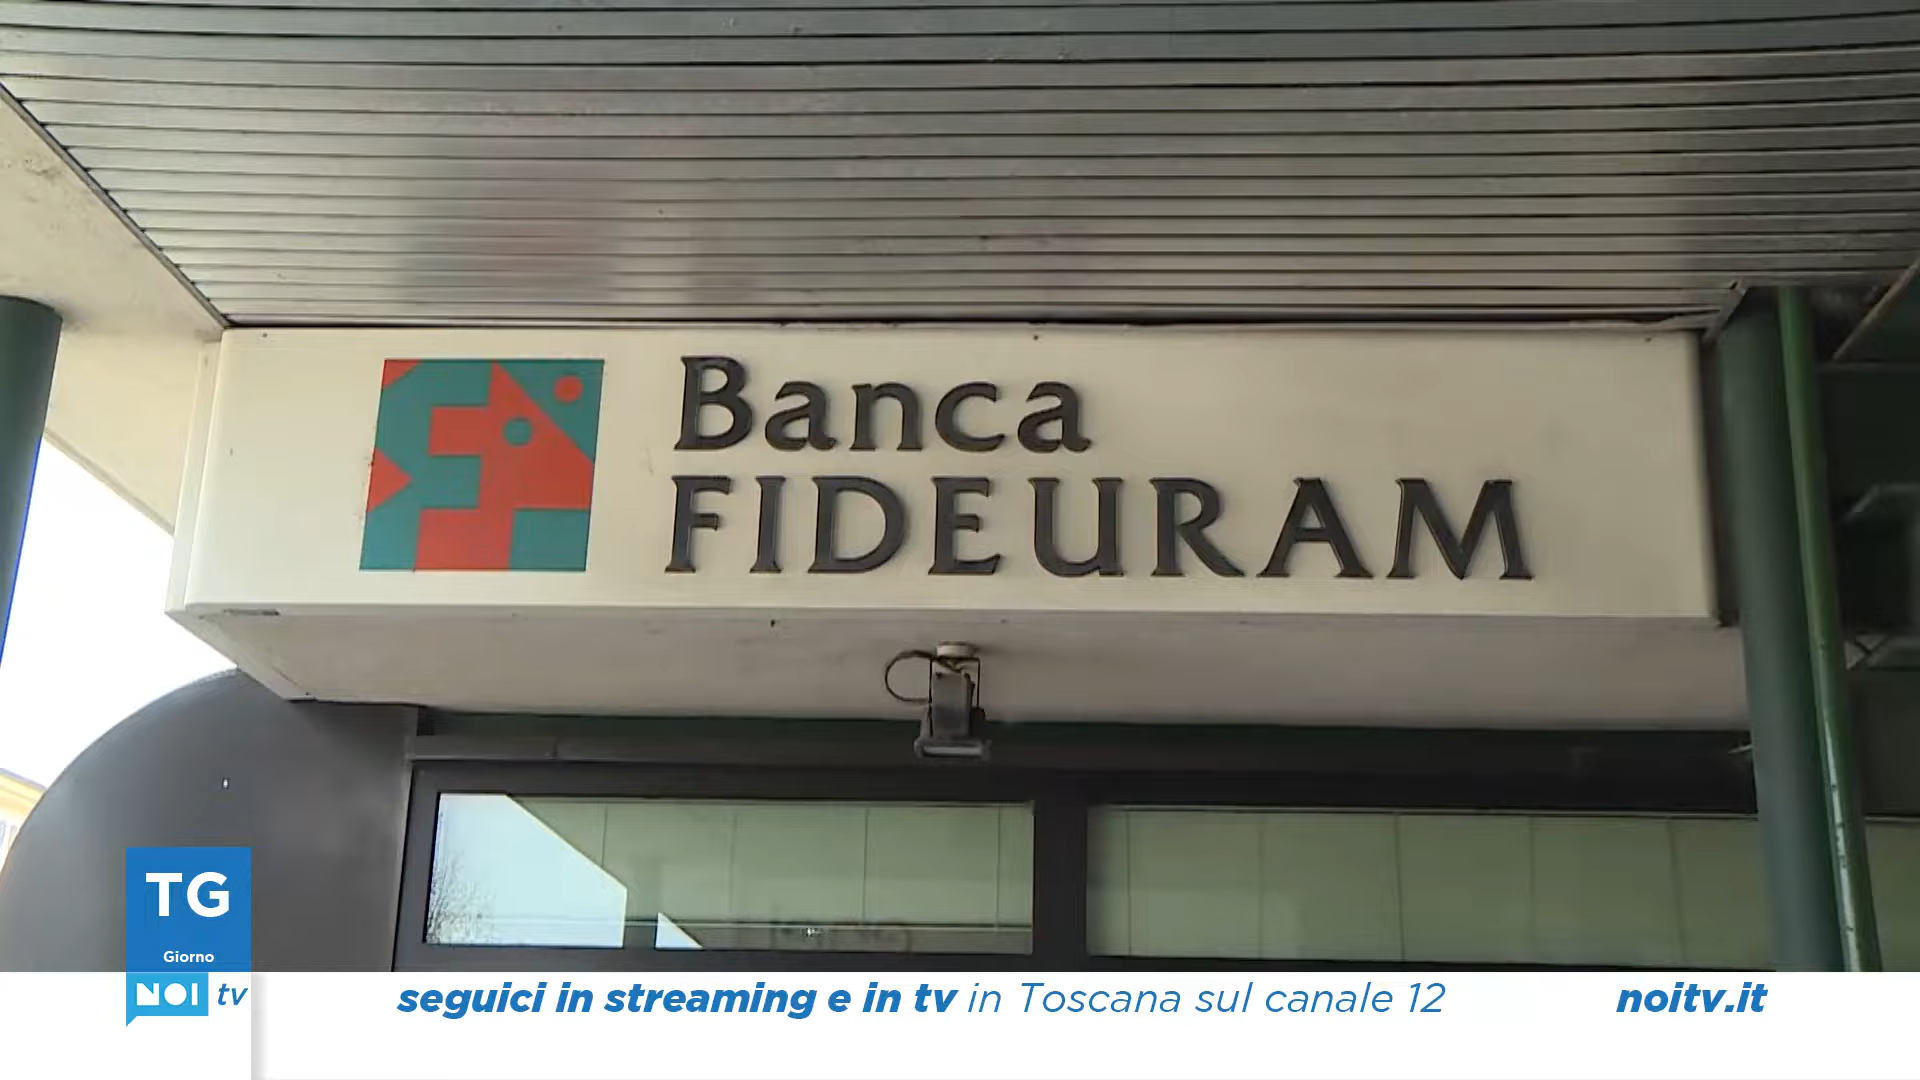 Banca
FIDEURAM
TG
Giorno
NOI tv
seguici in streaming e in tv in Toscana sul canale 12
noitv.it